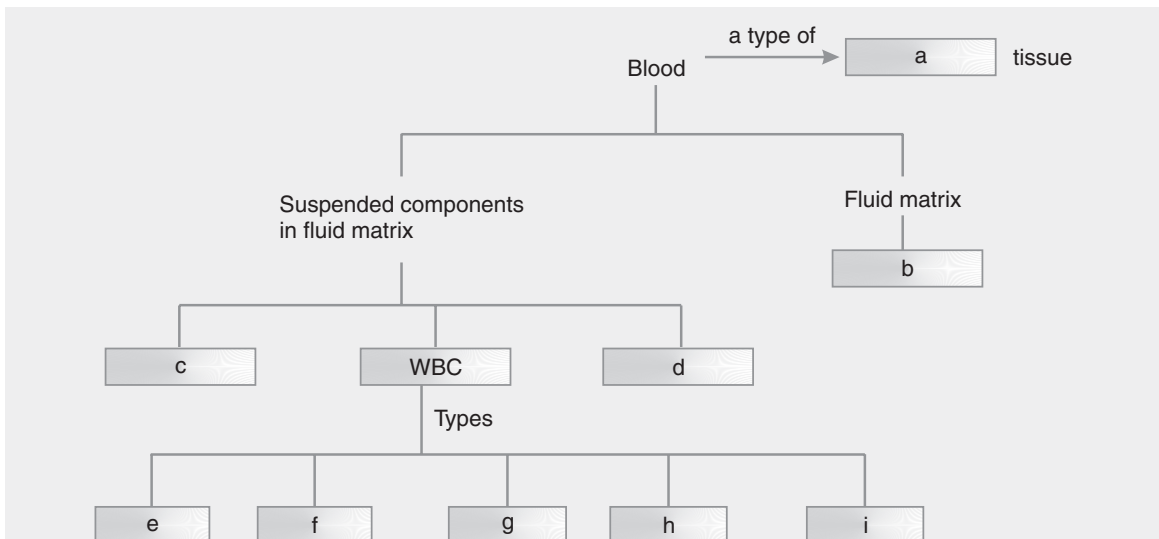 a type of
a
tissue
Blood
Suspended components
in fluid matrix
Fluid matrix
b
c
WBC
d
Types
e
f
g
h
i